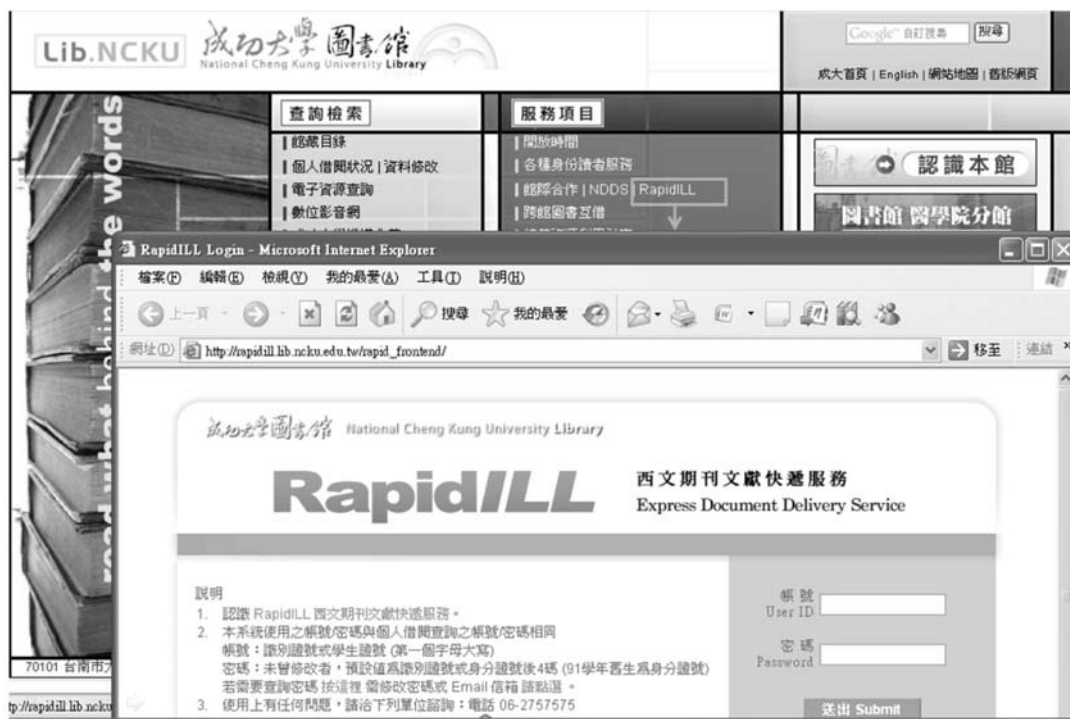 Lib.NCKU
成功大學圖書館
National Cheng Kung University Library
Google™ 自訂搜尋
搜尋
成大首頁 | English | 網站地圖 | 舊版網頁
查詢檢索
館藏目錄
個人借閱狀況 | 資料修改
電子資源查詢
數位影音網
服務項目
開放時間
各種身份讀者服務
館際合作 | NDDS | RapidILL
跨館圖書互借
認識本館
圖書館 醫學院分館
read what behind the words
RapidILL Login - Microsoft Internet Explorer
檔案(F) 編輯(E) 檢視(V) 我的最愛(A) 工具(T) 說明(H)
上一頁 搜尋 我的最愛
網址(D) http://rapidill.lib.ncku.edu.tw/rapid_frontend/ 移至 連結 »
成功大學圖書館 National Cheng Kung University Library
RapidILL
西文期刊文獻快遞服務
Express Document Delivery Service
說明
1. 認識 RapidILL 西文期刊文獻快遞服務。
2. 本系統使用之帳號/密碼與個人借閱查詢之帳號/密碼相同
帳號：識別證號或學生證號 (第一個字母大寫)
密碼：未曾修改者，預設值為識別證號或身分證號後4碼 (91學年舊生為身分證號)
若需要查詢密碼 按這裡 需修改密碼或 Email 信箱 請點選。
3. 使用上有任何問題，請洽下列單位諮詢：電話 06-2757575
帳號
User ID
密碼
Password
送出 Submit
70101 台南市
tp://rapidill.lib.ncku